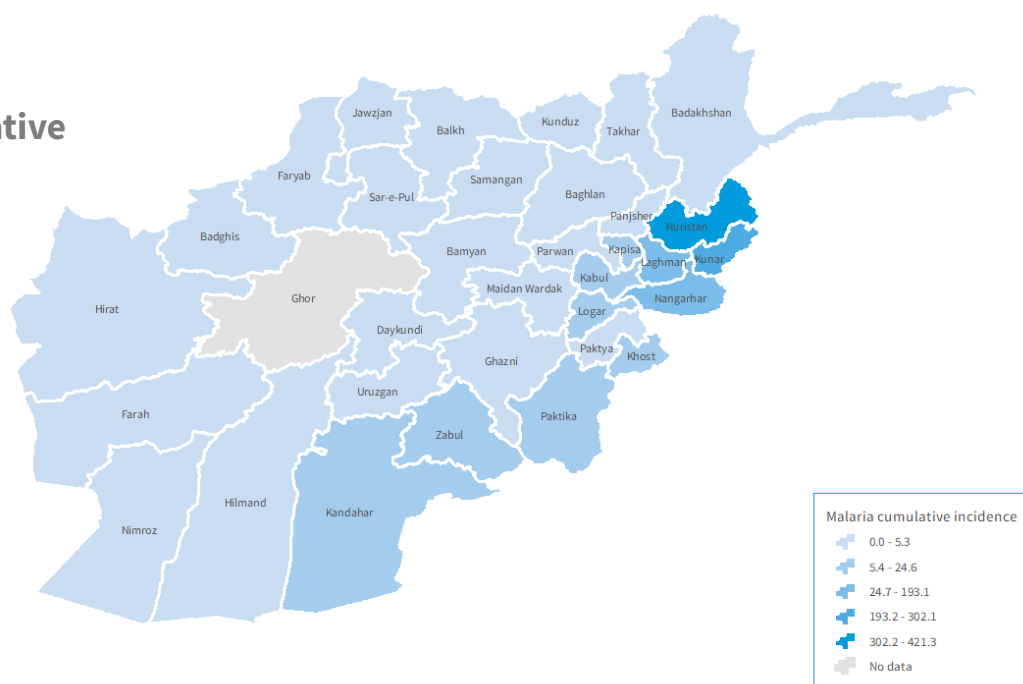 ative
Jawzjan
Balkh
Kunduz
Takhar
Badakhshan
Faryab
Sar-e-Pul
Samangan
Baghlan
Panjsher
Nuristan
Badghis
Bamyan
Parwan
Kapisa
Laghman
Kunar
Kabul
Maidan Wardak
Nangarhar
Hirat
Ghor
Logar
Daykundi
Paktya
Khost
Ghazni
Uruzgan
Farah
Paktika
Zabul
Hilmand
Kandahar
Nimroz
Malaria cumulative incidence
0.0 - 5.3
5.4 - 24.6
24.7 - 193.1
193.2 - 302.1
302.2 - 421.3
No data